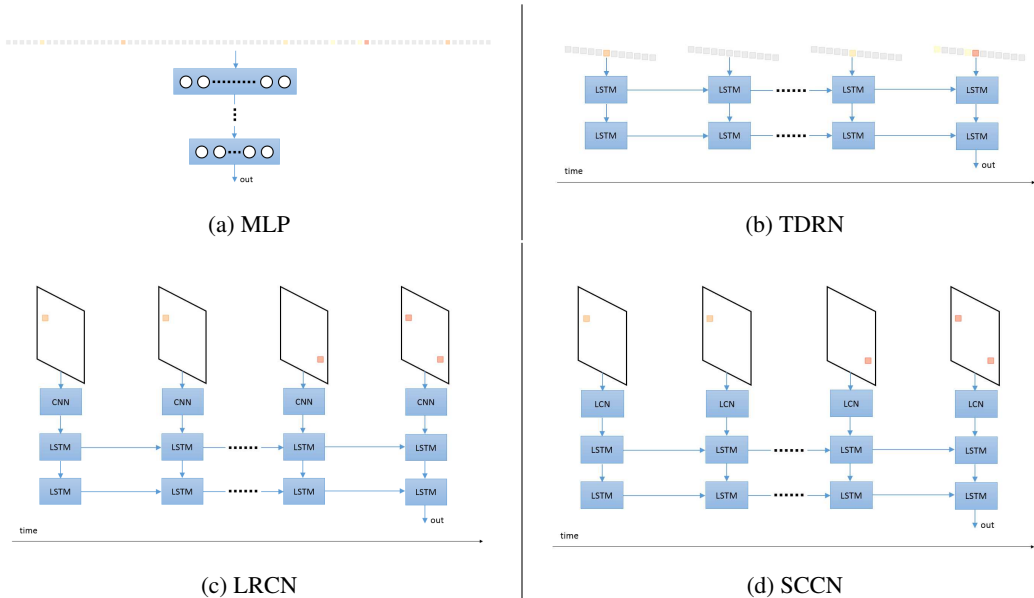 out
(a) MLP
LSTM LSTM LSTM LSTM
LSTM LSTM LSTM LSTM
out
time
(b) TDRN
CNN CNN CNN CNN
LSTM LSTM LSTM LSTM
LSTM LSTM LSTM LSTM
out
time
(c) LRCN
LCN LCN LCN LCN
LSTM LSTM LSTM LSTM
LSTM LSTM LSTM LSTM
out
time
(d) SCCN